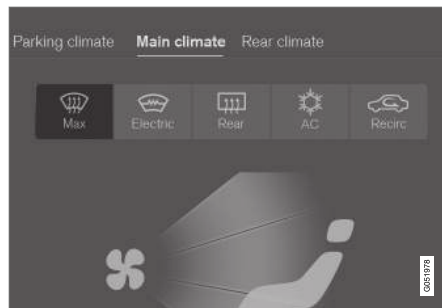 Parking climate Main climate Rear climate
Max Electric Rear AC Recirc
G051978